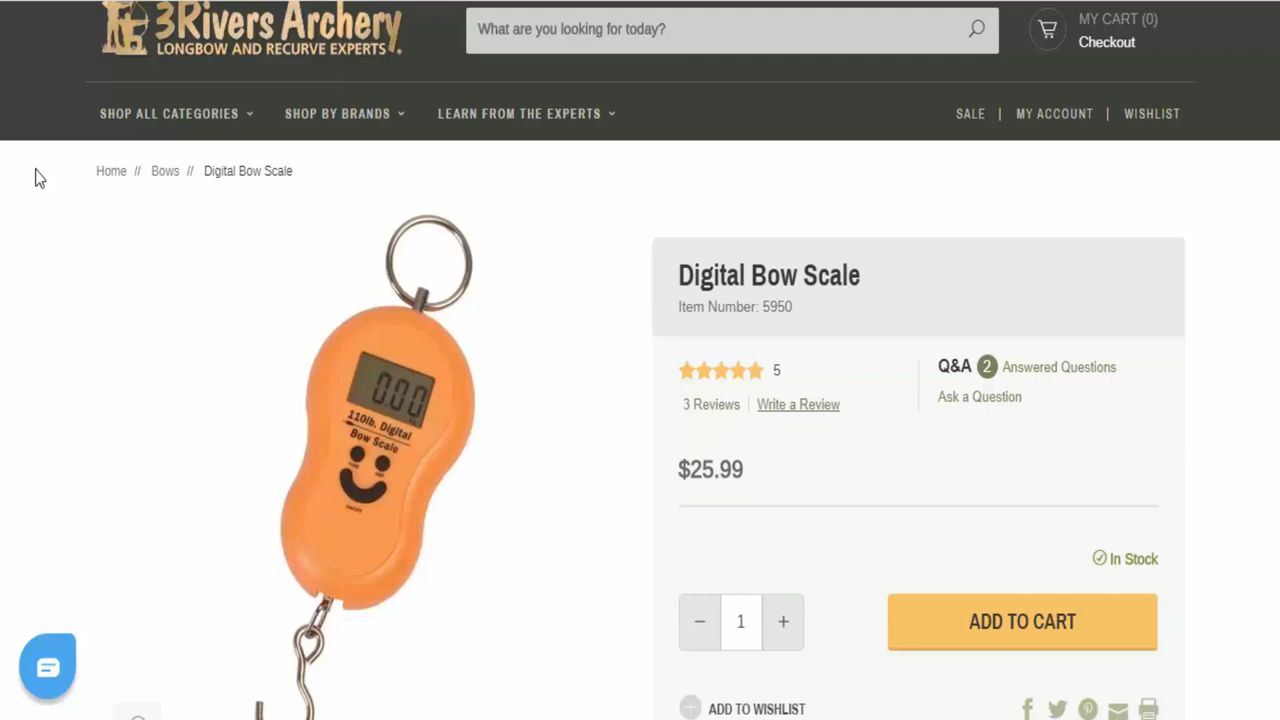 3Rivers Archery
LONGBOW AND RECURVE EXPERTS.
What are you looking for today?
MY CART (0)
Checkout
SHOP ALL CATEGORIES
SHOP BY BRANDS
LEARN FROM THE EXPERTS
SALE | MY ACCOUNT | WISHLIST
Home // Bows // Digital Bow Scale
Digital Bow Scale
Item Number: 5950
5
3 Reviews
Write a Review
Q&A 2 Answered Questions
Ask a Question
$25.99
In Stock
− 1 +
ADD TO CART
ADD TO WISHLIST
0.00
110lb. Digital
Bow Scale